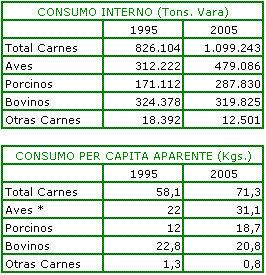 CONSUMO INTERNO (Tons. Vara)
1995 2005
Total Carnes 826.104 1.099.243
Aves 312.222 479.086
Porcinos 171.112 287.830
Bovinos 324.378 319.825
Otras Carnes 18.392 12.501
CONSUMO PER CAPITA APARENTE (Kgs.)
1995 2005
Total Carnes 58,1 71,3
Aves * 22 31,1
Porcinos 12 18,7
Bovinos 22,8 20,8
Otras Carnes 1,3 0,8